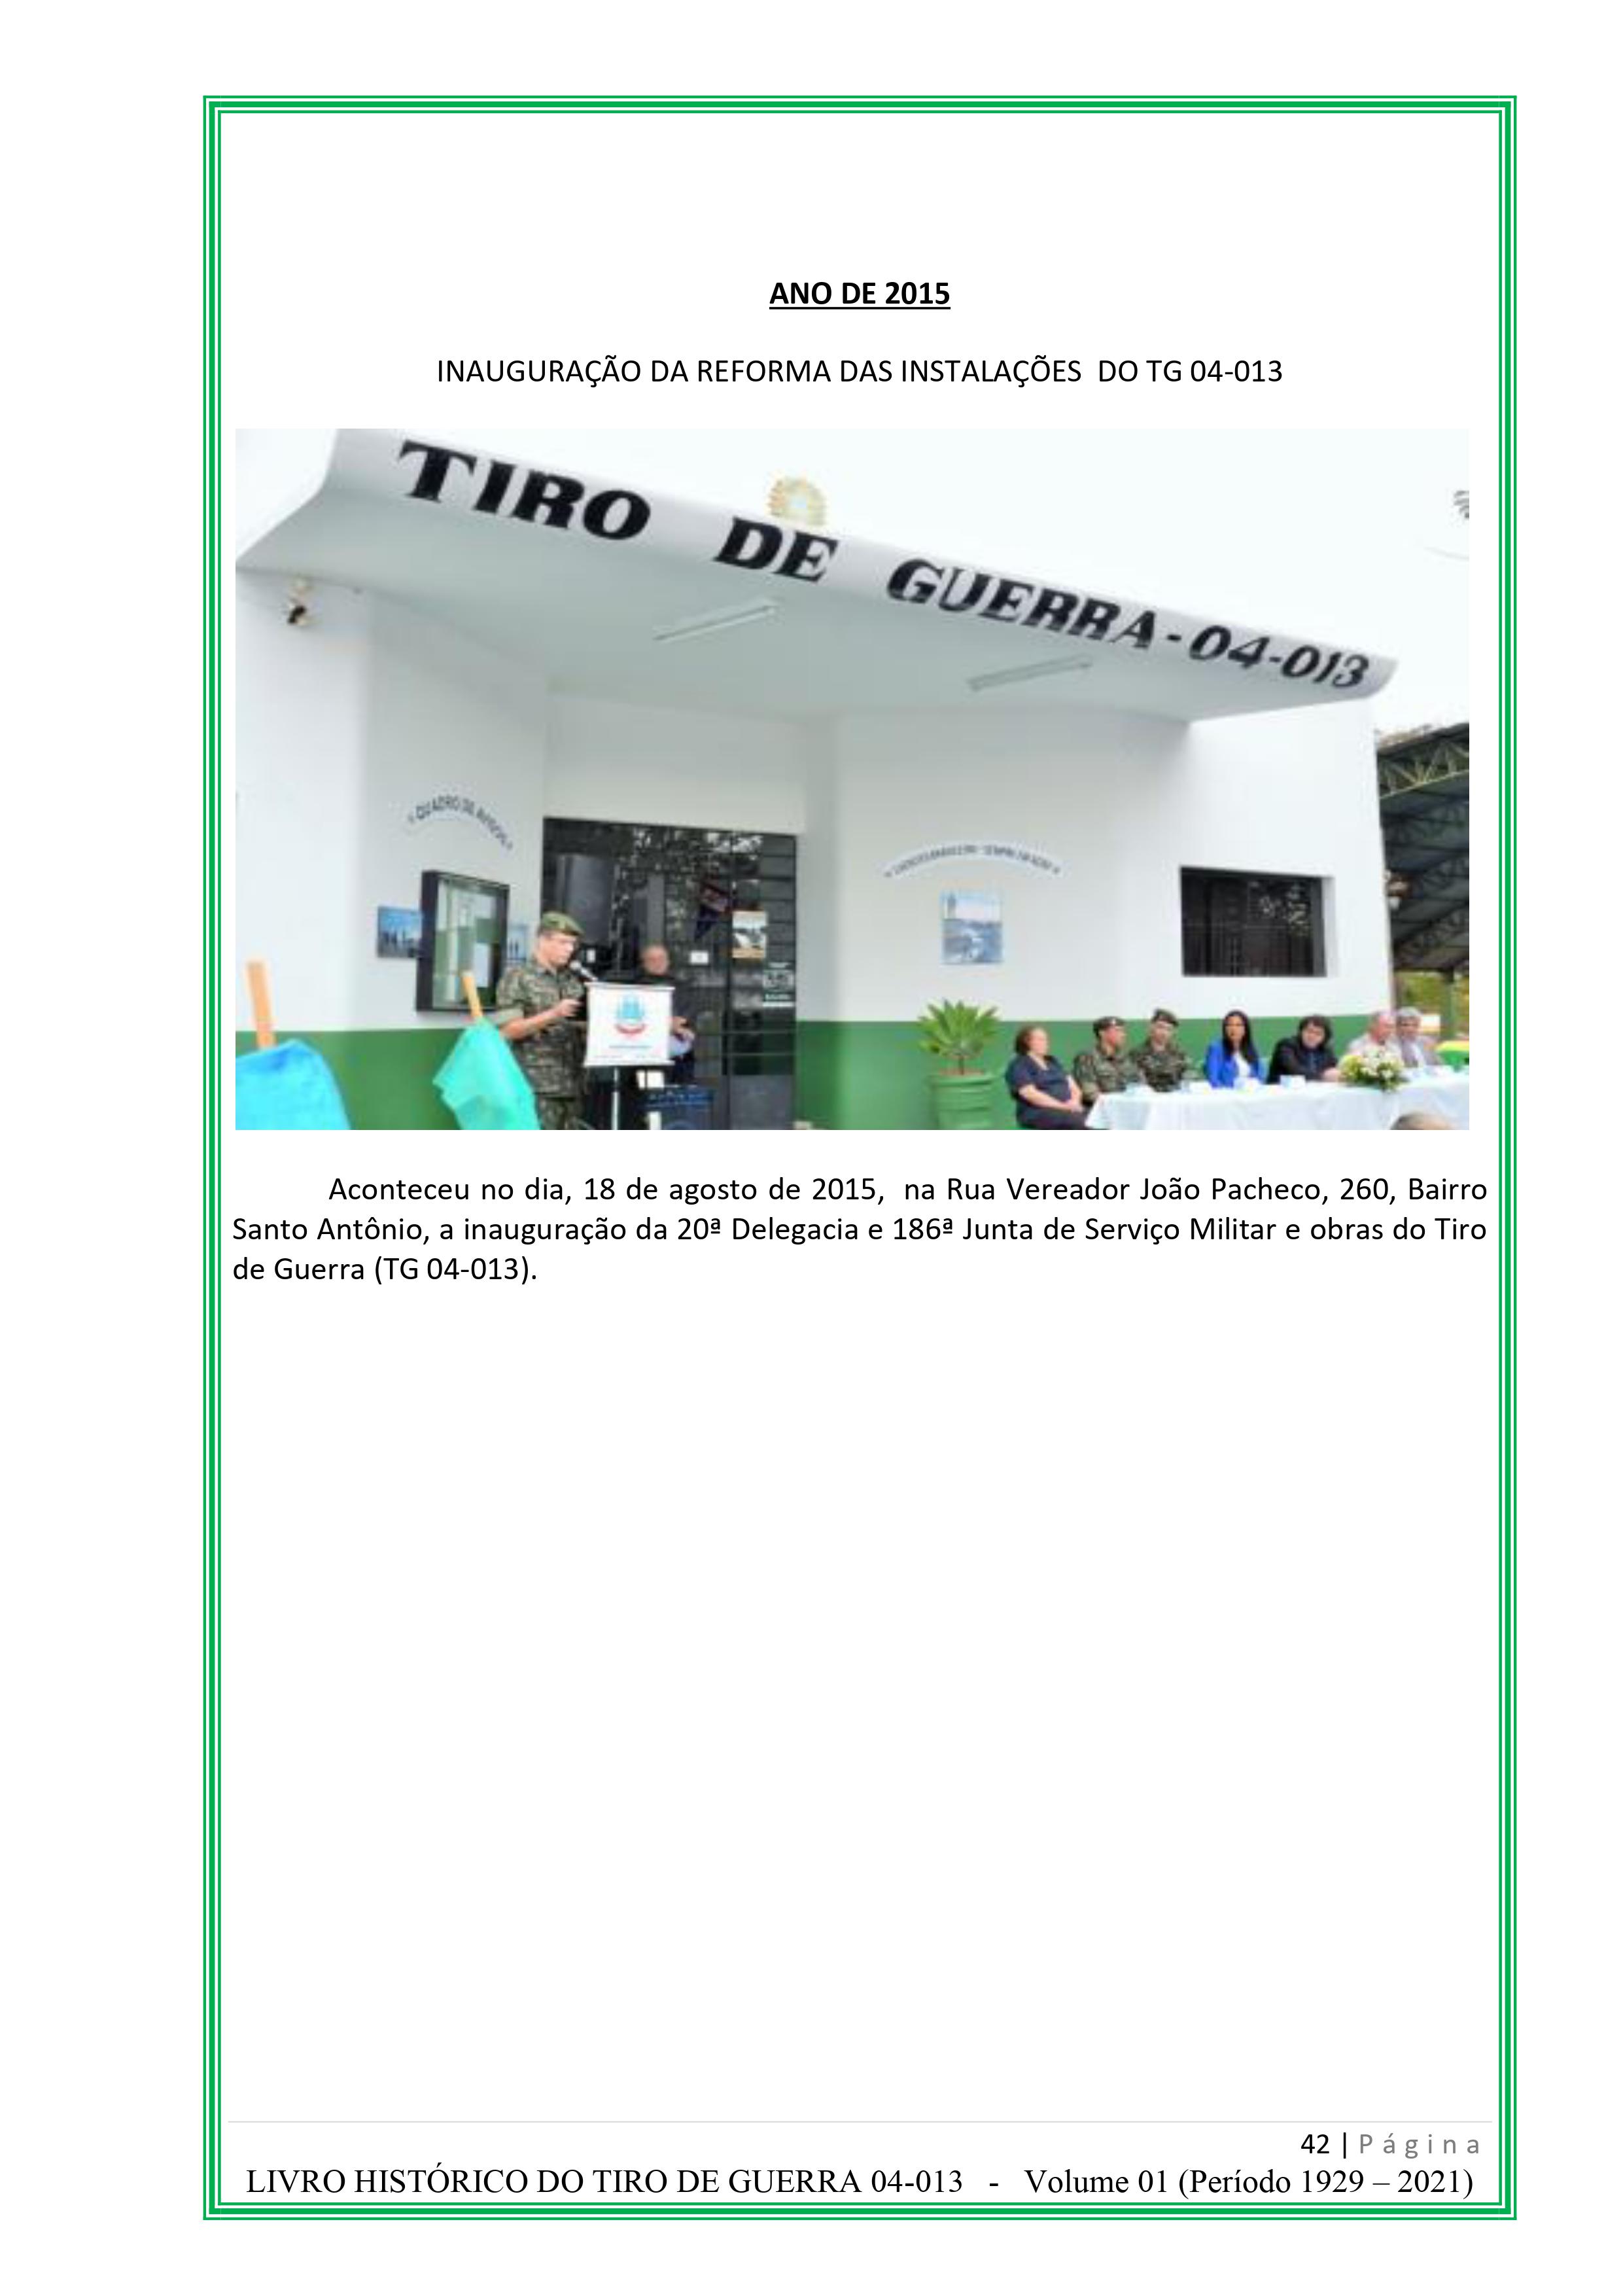 ANO DE 2015
INAUGURAÇÃO DA REFORMA DAS INSTALAÇÕES DO TG 04-013
TIRO DE GUERRA - 04-013
QUADRO DE AVISOS
Aconteceu no dia, 18 de agosto de 2015, na Rua Vereador João Pacheco, 260, Bairro
Santo Antônio, a inauguração da 20ª Delegacia e 186ª Junta de Serviço Militar e obras do Tiro
de Guerra (TG 04-013).
42 | Página
LIVRO HISTÓRICO DO TIRO DE GUERRA 04-013 - Volume 01 (Período 1929 – 2021)